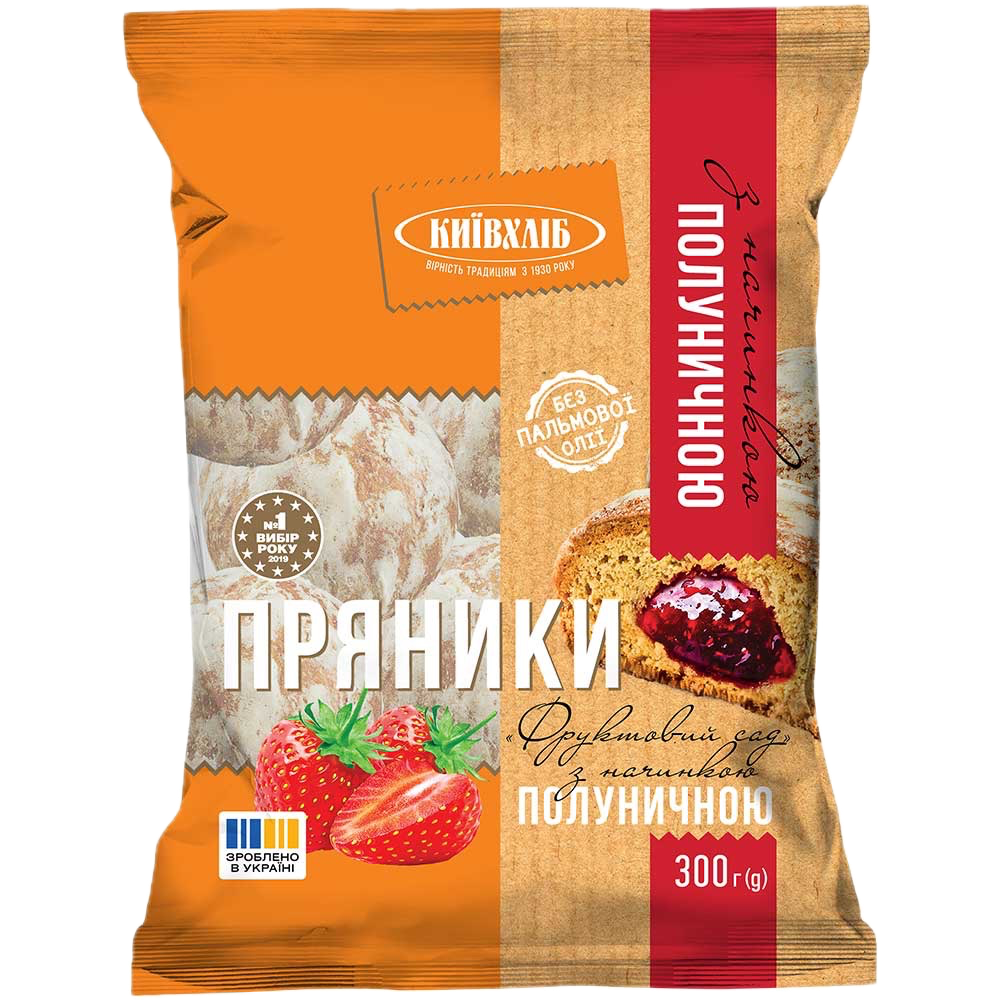 КИЇВХЛІБ
ВІРНІСТЬ ТРАДИЦІЯМ З 1930 РОКУ
З начинкою
ПОЛУНИЧНОЮ
БЕЗ
ПАЛЬМОВОЇ
ОЛІЇ
№1
ВИБІР
РОКУ
2019
ПРЯНИКИ
«Фруктовий сад»
з начинкою
ПОЛУНИЧНОЮ
300 г (g)
ЗРОБЛЕНО
В УКРАЇНІ